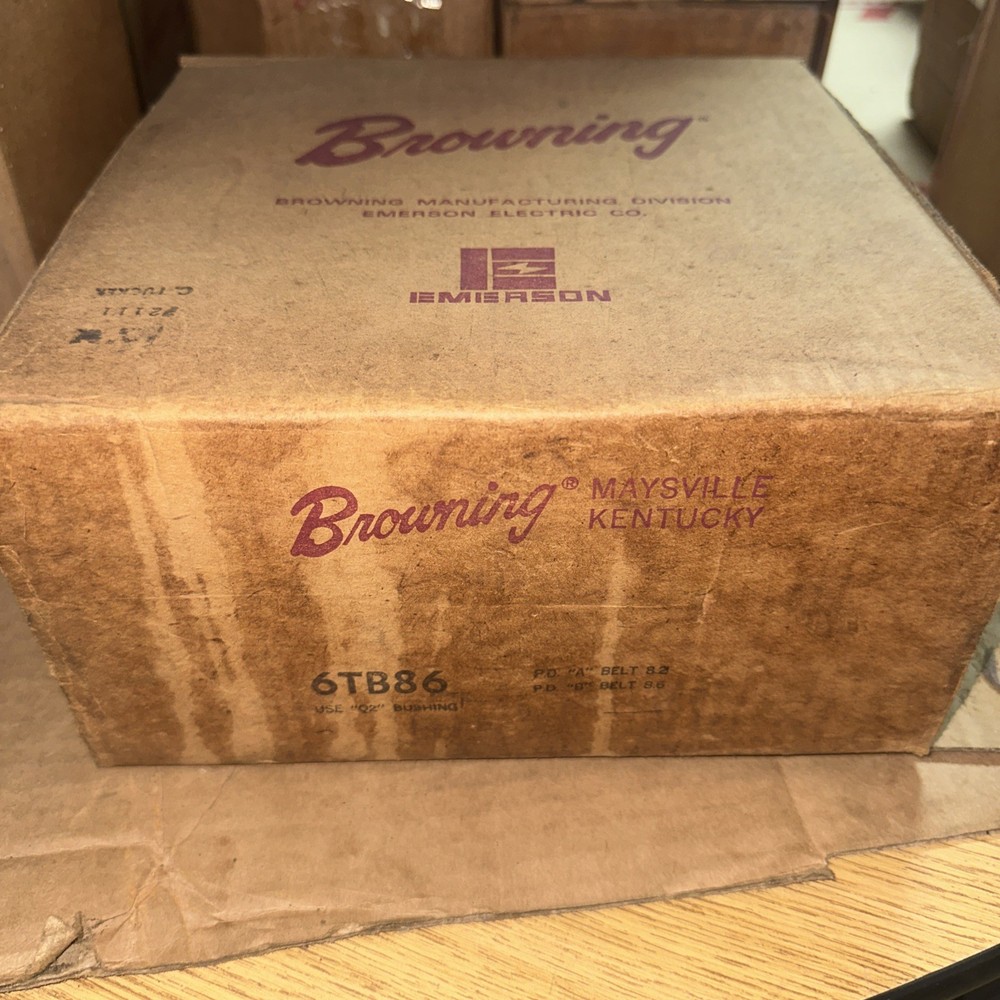 Browning
BROWNING MANUFACTURING DIVISION
EMERSON ELECTRIC CO.
EMERSON
C. TUCKER
Browning® MAYSVILLE
KENTUCKY
6TB86
USE "Q2" BUSHING
P.D. "A" BELT 8.2
P.D. "B" BELT 8.6